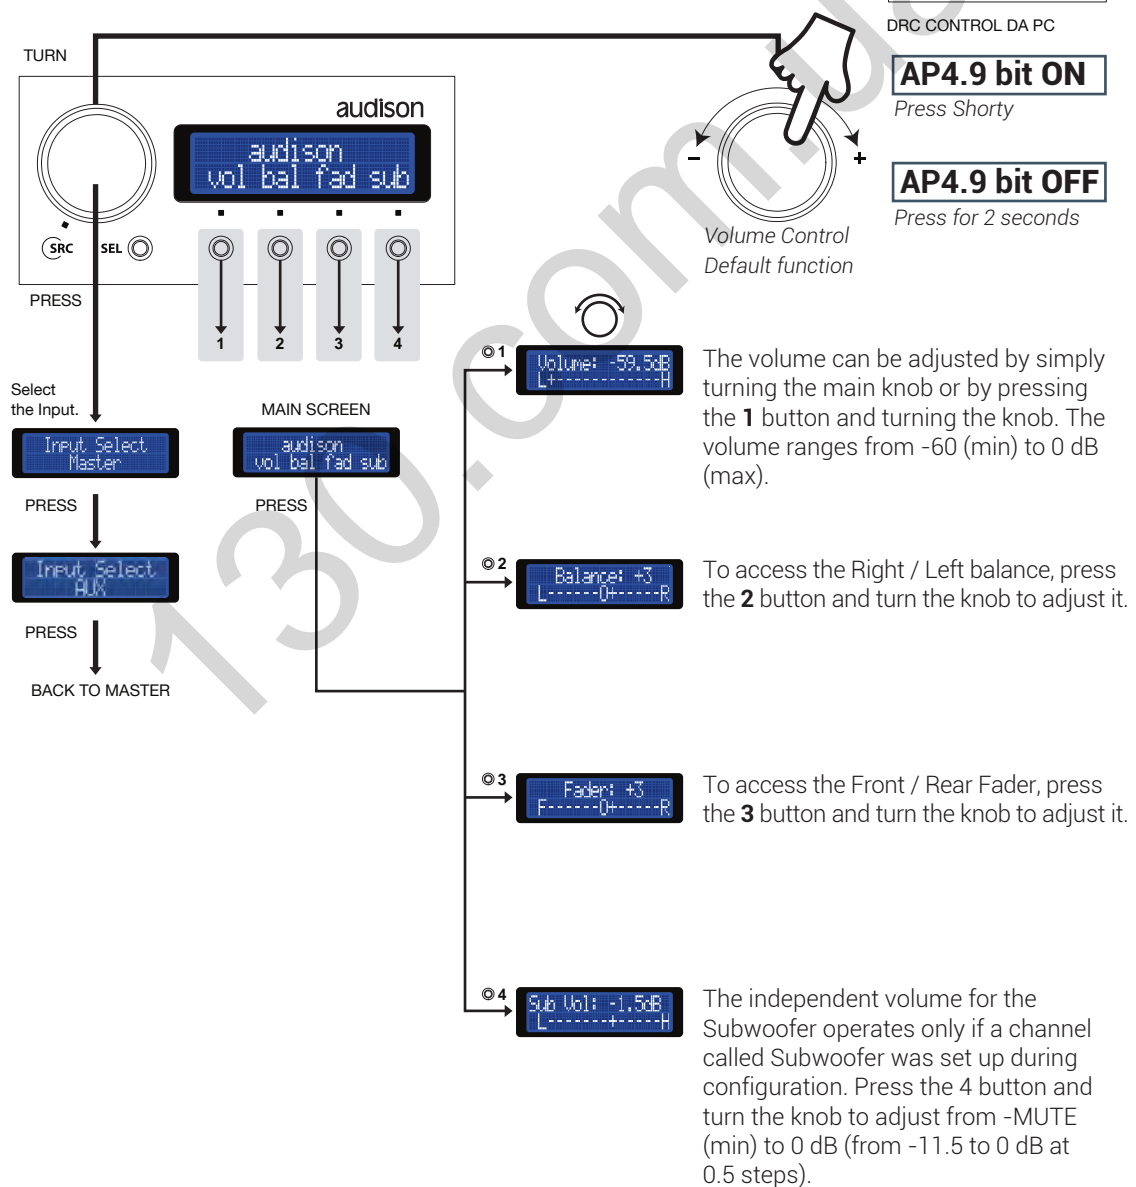 DRC CONTROL DA PC
TURN
AP4.9 bit ON
Press Shorty
audison
audison
vol bal fad sub
- +
AP4.9 bit OFF
Press for 2 seconds
SRC SEL
Volume Control
Default function
PRESS
1 2 3 4
Select
the Input.
Input Select
Master
PRESS
Input Select
AUX
PRESS
BACK TO MASTER
MAIN SCREEN
audison
vol bal fad sub
PRESS
1
Volume: -59.5dB
L+------------H
The volume can be adjusted by simply
turning the main knob or by pressing
the 1 button and turning the knob. The
volume ranges from -60 (min) to 0 dB
(max).
2
Balance: +3
L------0+-----R
To access the Right / Left balance, press
the 2 button and turn the knob to adjust it.
3
Fader: +3
F------0+-----R
To access the Front / Rear Fader, press
the 3 button and turn the knob to adjust it.
4
Sub Vol: -1.5dB
L-------+-----H
The independent volume for the
Subwoofer operates only if a channel
called Subwoofer was set up during
configuration. Press the 4 button and
turn the knob to adjust from -MUTE
(min) to 0 dB (from -11.5 to 0 dB at
0.5 steps).
130.com.ua